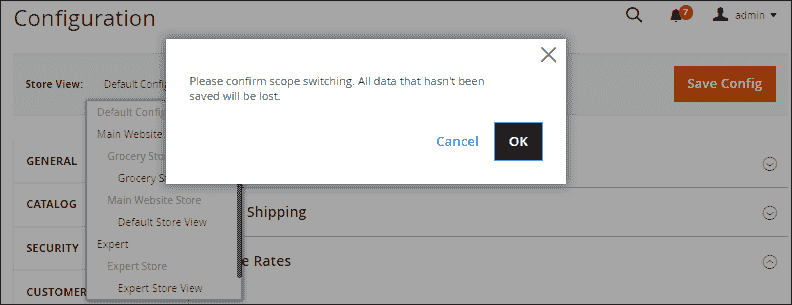 Configuration
7
admin
Please confirm scope switching. All data that hasn't been
saved will be lost.
Cancel OK
Store View: Default Confi
Save Config
Default Config
Main Website
Grocery Sto
Grocery S
Main Website Store
Default Store View
Expert
Expert Store
Expert Store View
GENERAL
CATALOG
SECURITY
CUSTOMER
Shipping
e Rates